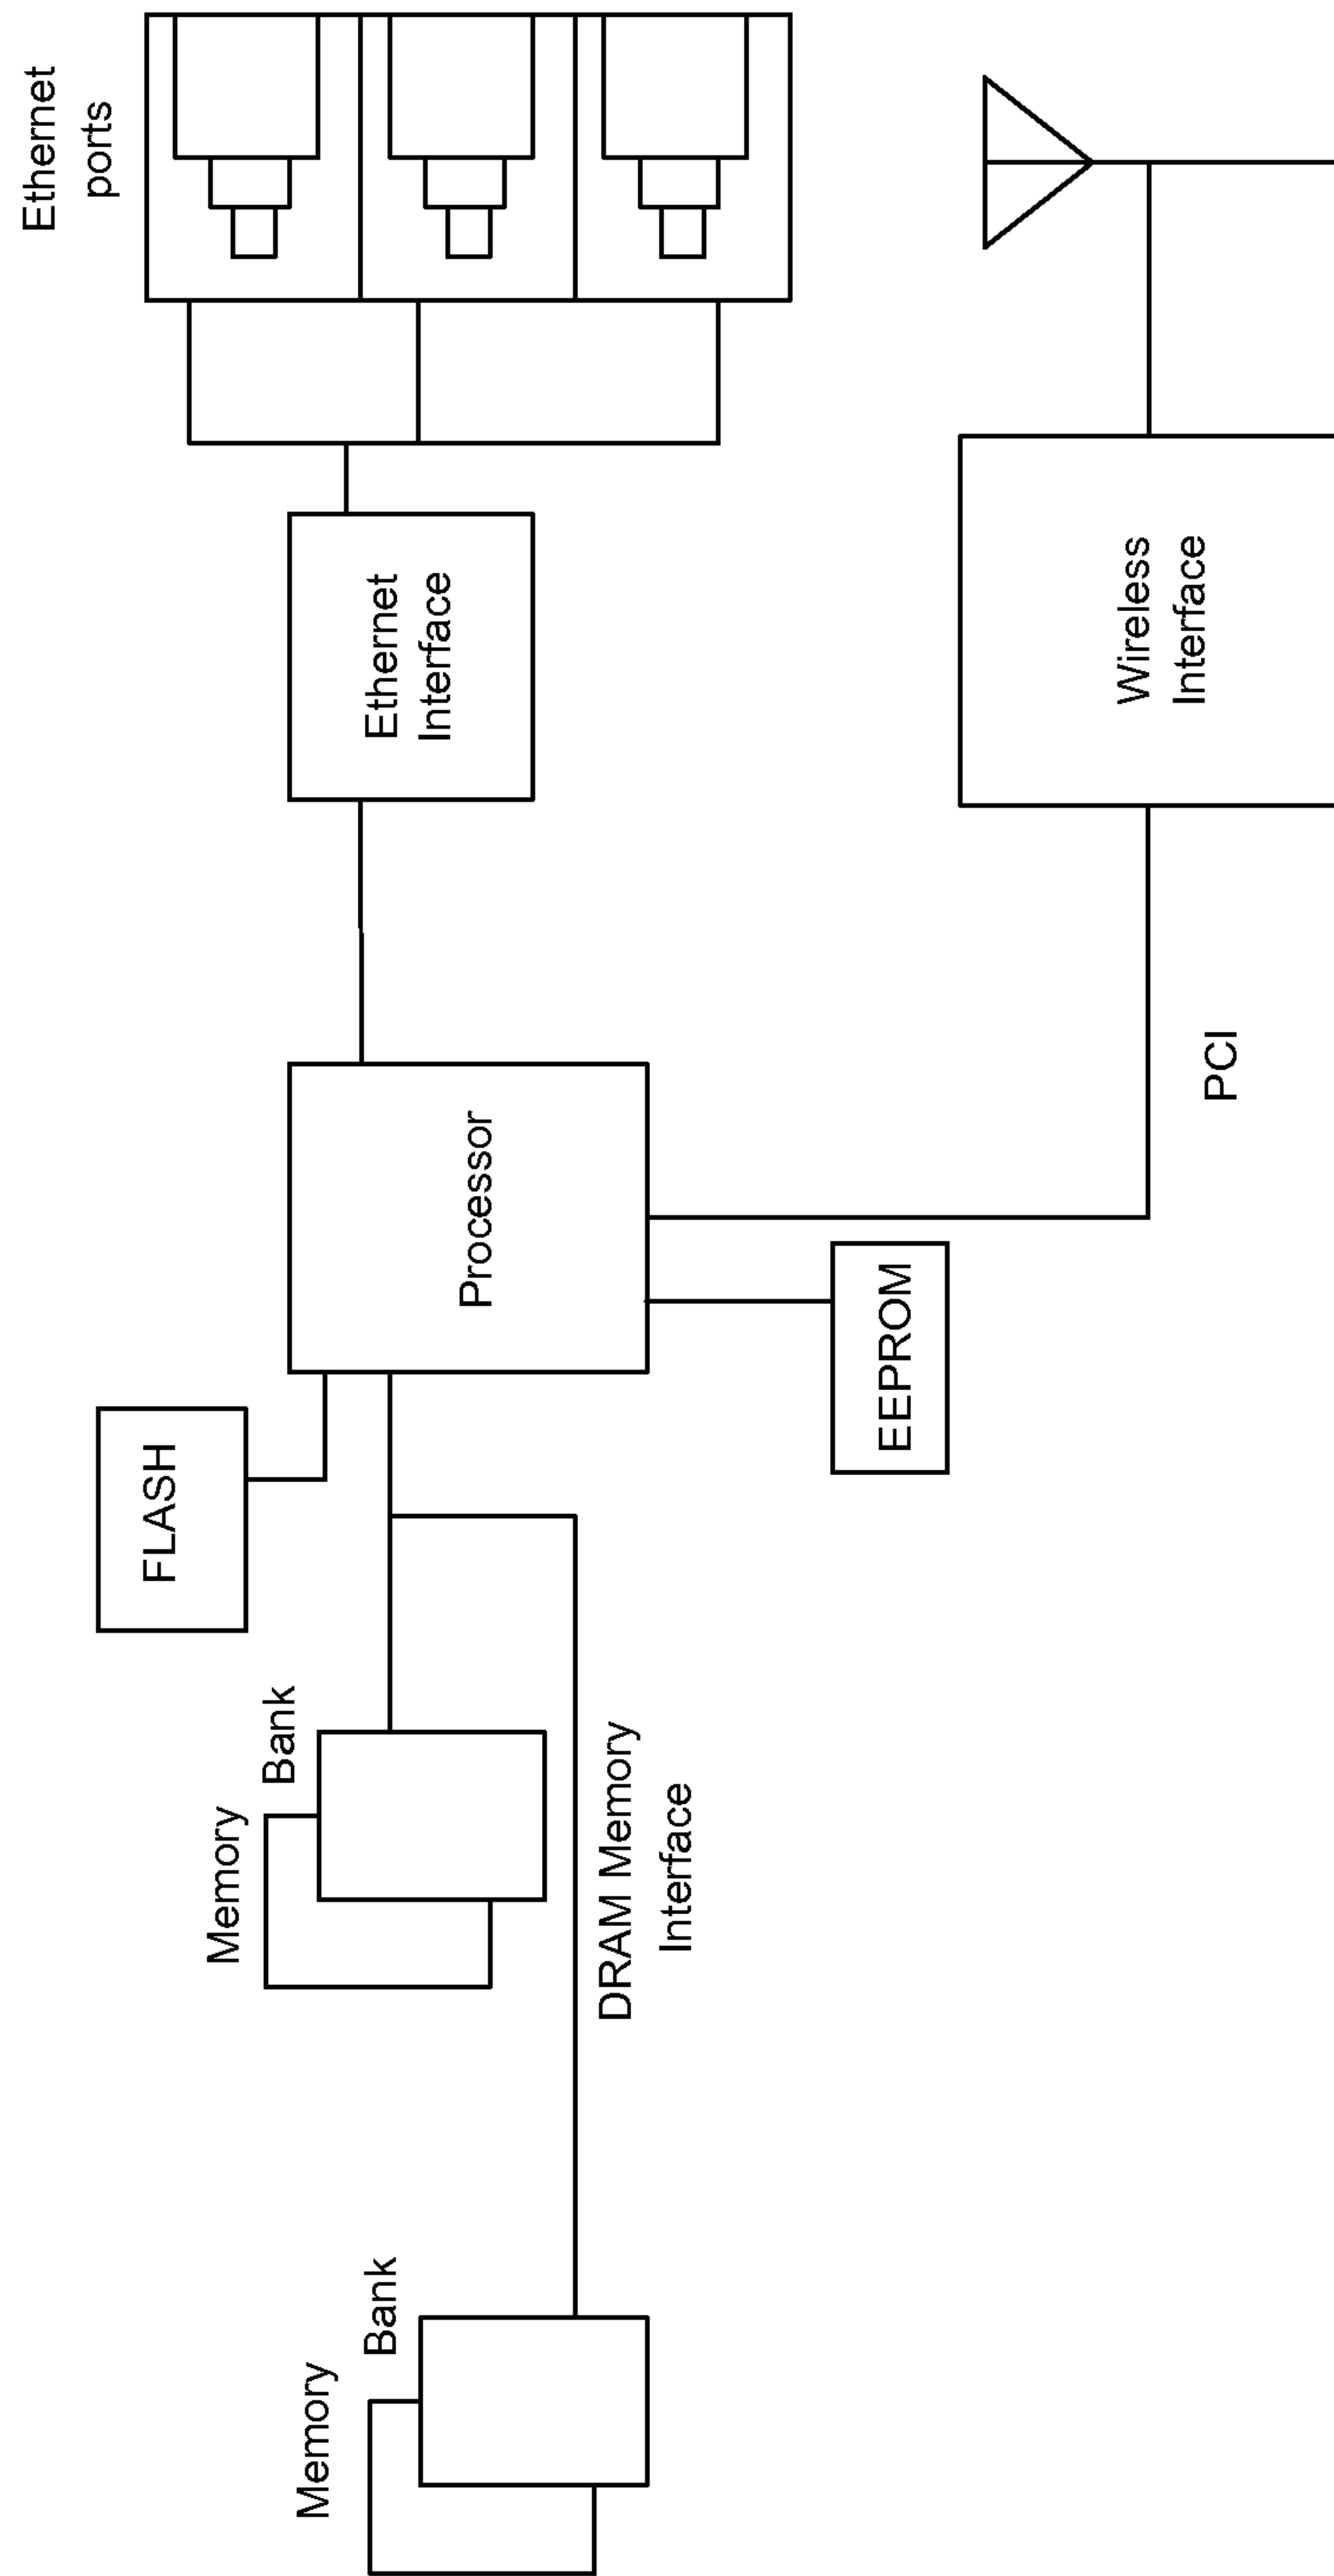 Memory
Bank
Memory
Bank
DRAM Memory
Interface
FLASH
Processor
EEPROM
PCI
Ethernet
Interface
Wireless
Interface
Ethernet
ports